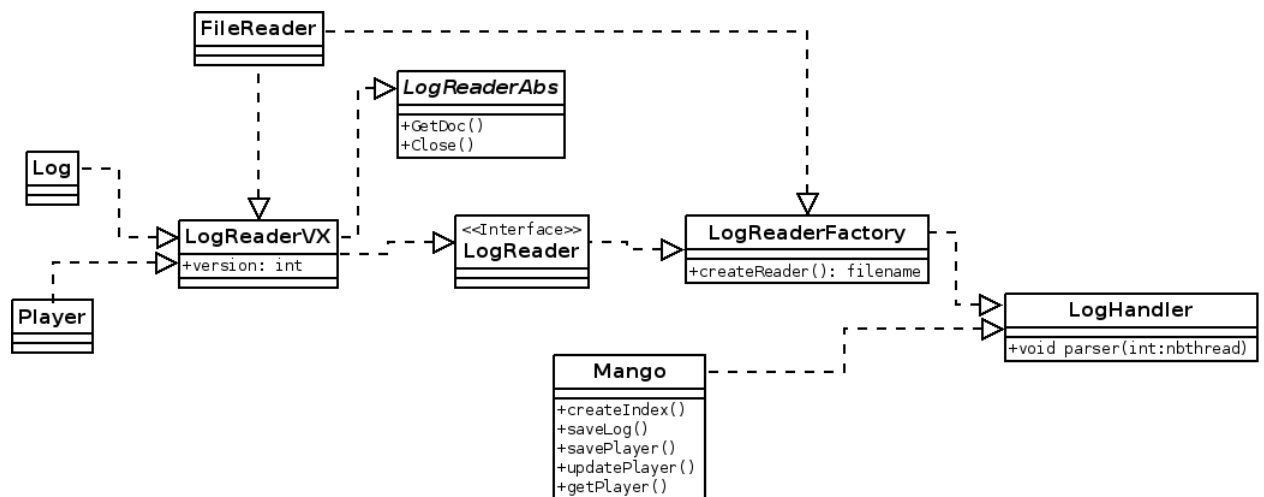 FileReader
LogReaderAbs
+GetDoc()
+Close()
Log
LogReaderVX
+version: int
<<Interface>>
LogReader
LogReaderFactory
+createReader(): filename
Player
LogHandler
+void parser(int:nbthread)
Mango
+createIndex()
+saveLog()
+savePlayer()
+updatePlayer()
+getPlayer()